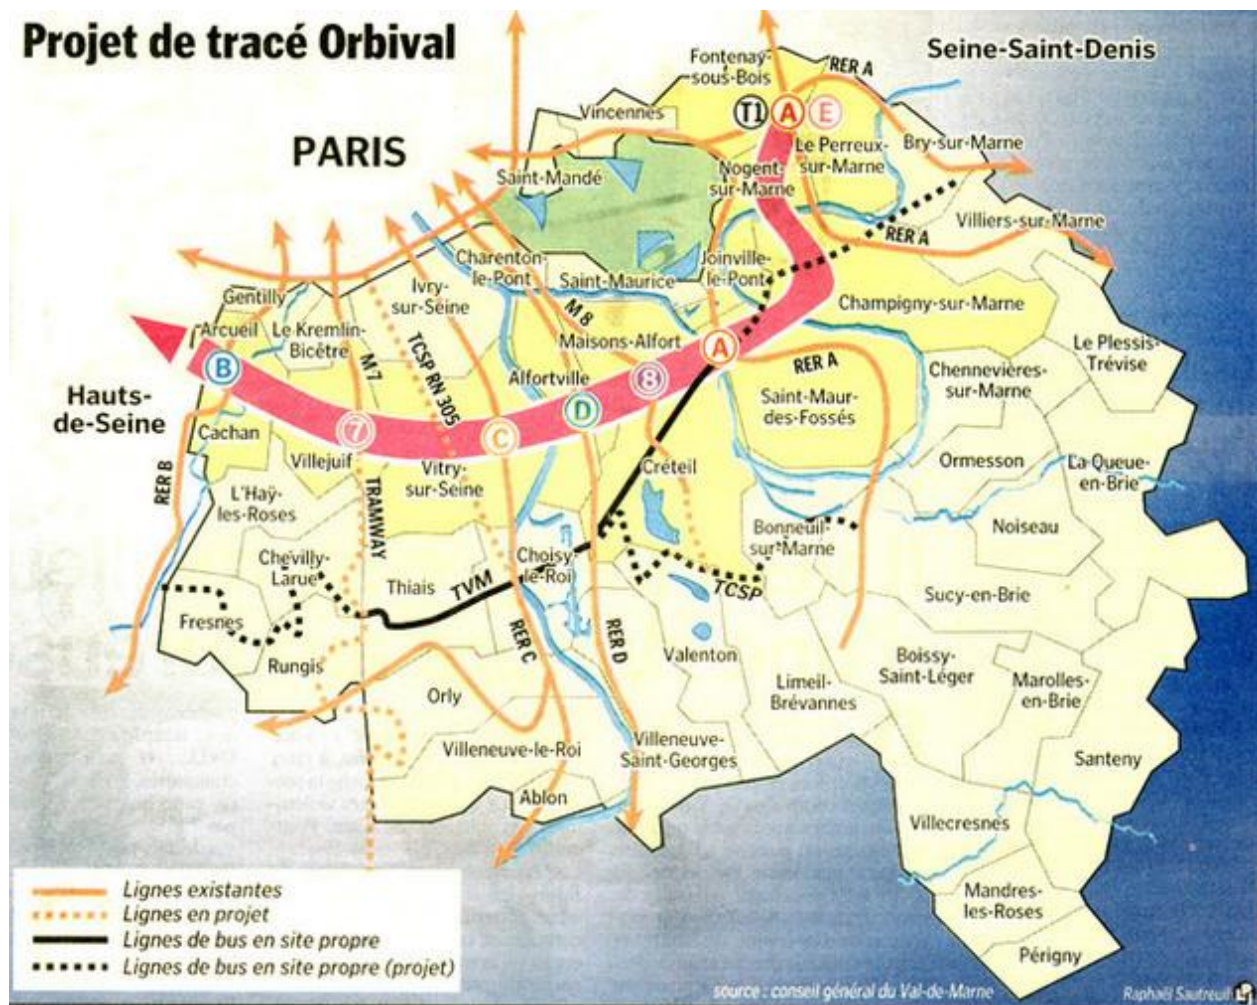 Projet de tracé Orbival
Seine-Saint-Denis
PARIS
Hauts-
de-Seine
Fontenay-
sous-Bois
RER A
Vincennes
T1
A
E
Le Perreux-
sur-Marne
Bry-sur-Marne
Saint-Mandé
Nogent-
sur-Marne
Villiers-sur-Marne
RER A
Charenton-
le-Pont
Saint-Maurice
Joinville-
le-Pont
Ivry-
sur-Seine
Gentilly
Champigny-sur-Marne
Arcueil
Le Kremlin-
Bicêtre
M 7
TCSP RN 305
M 8
Maisons-Alfort
A
RER A
Le Plessis-
Trévise
B
Alfortville
8
Chennevières-
sur-Marne
D
Saint-Maur-
des-Fossés
Cachan
7
C
RER B
Villejuif
Vitry-
sur-Seine
Créteil
Ormesson
La Queue-
en-Brie
L'Haÿ-
les-Roses
TRAMWAY
Noiseau
Bonneuil-
sur-Marne
Chevilly-
Larue
Thiais
TVM
Choisy-
le-Roi
TCSP
Sucy-en-Brie
Fresnes
RER C
RER D
Rungis
Valenton
Boissy-
Saint-Léger
Orly
Limeil-
Brévannes
Marolles-
en-Brie
Villeneuve-le-Roi
Villeneuve-
Saint-Georges
Santeny
Ablon
Villecresnes
Mandres-
les-Roses
Périgny
Lignes existantes
Lignes en projet
Lignes de bus en site propre
Lignes de bus en site propre (projet)
source : conseil général du Val-de-Marne
Raphaël Sautreuil